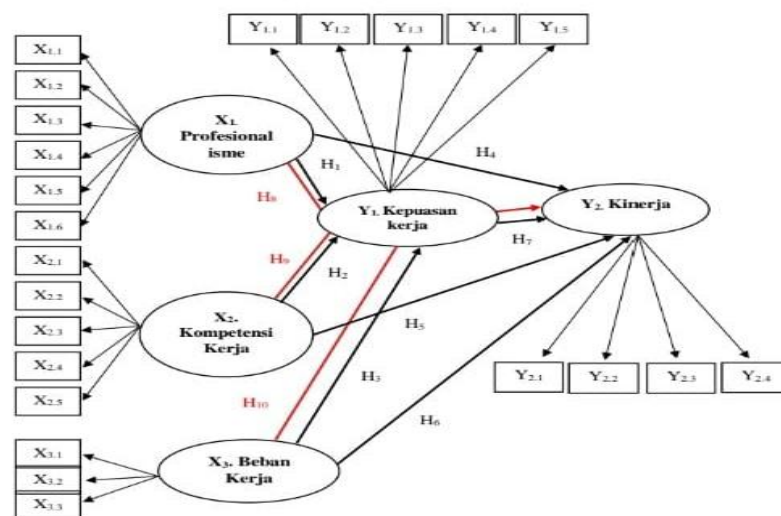 Y1.1 Y1.2 Y1.3 Y1.4 Y1.5
X1.1
X1.2
X1.3
X1.4
X1.5
X1.6
X1.
Profesional
isme
H1
H4
H8
Y1. Kepuasan
kerja
Y2. Kinerja
H7
X2.1
X2.2
X2.3
X2.4
X2.5
X2.
Kompetensi
Kerja
H9
H2
H5
Y2.1 Y2.2 Y2.3 Y2.4
H10
H3
H6
X3.1
X3.2
X3.3
X3. Beban
Kerja